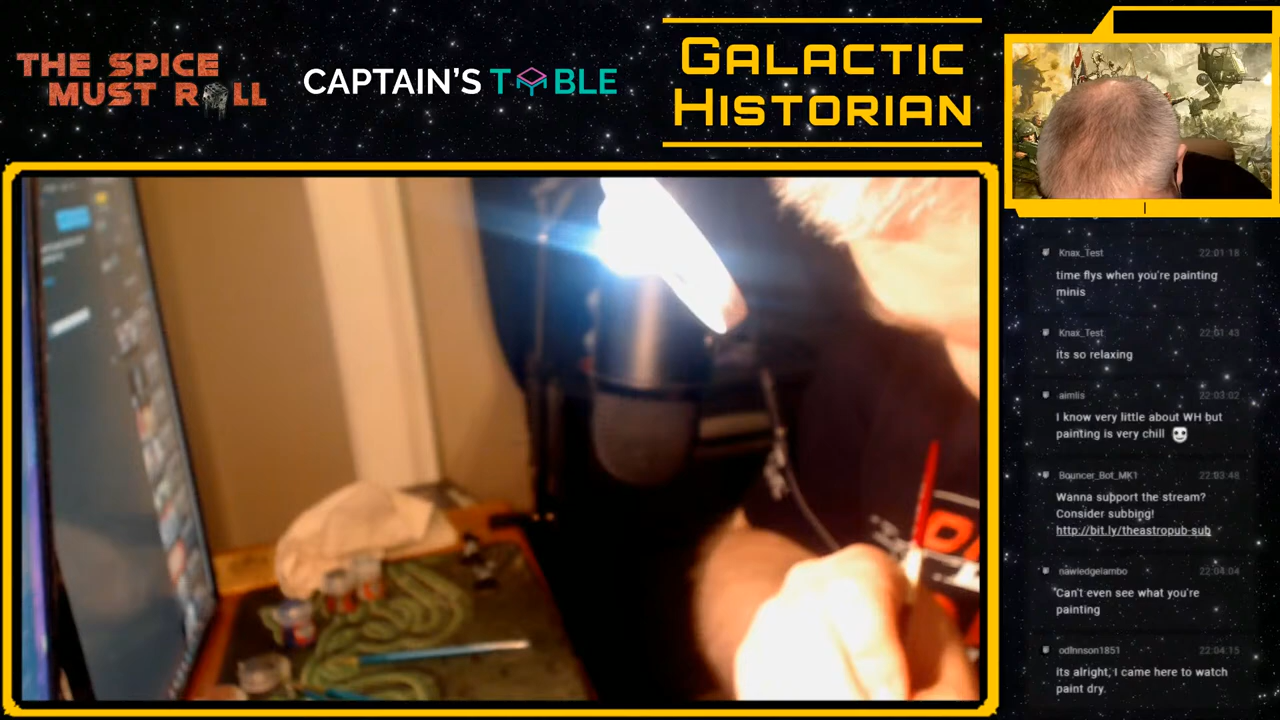 THE SPICE
MUST ROLL
CAPTAIN'S TABLE
GALACTIC
HISTORIAN
Knax_Test 22:01:18
time flys when you're painting
minis
Knax_Test 22:01:43
its so relaxing
aimlis 22:03:02
I know very little about WH but
painting is very chill
Bouncer_Bot_MK1 22:03:48
Wanna support the stream?
Consider subbing!
http://bit.ly/theastropub-sub
nawledgelambo 22:04:04
Can't even see what you're
painting
odinnson1851 22:04:15
its alright, I came here to watch
paint dry.